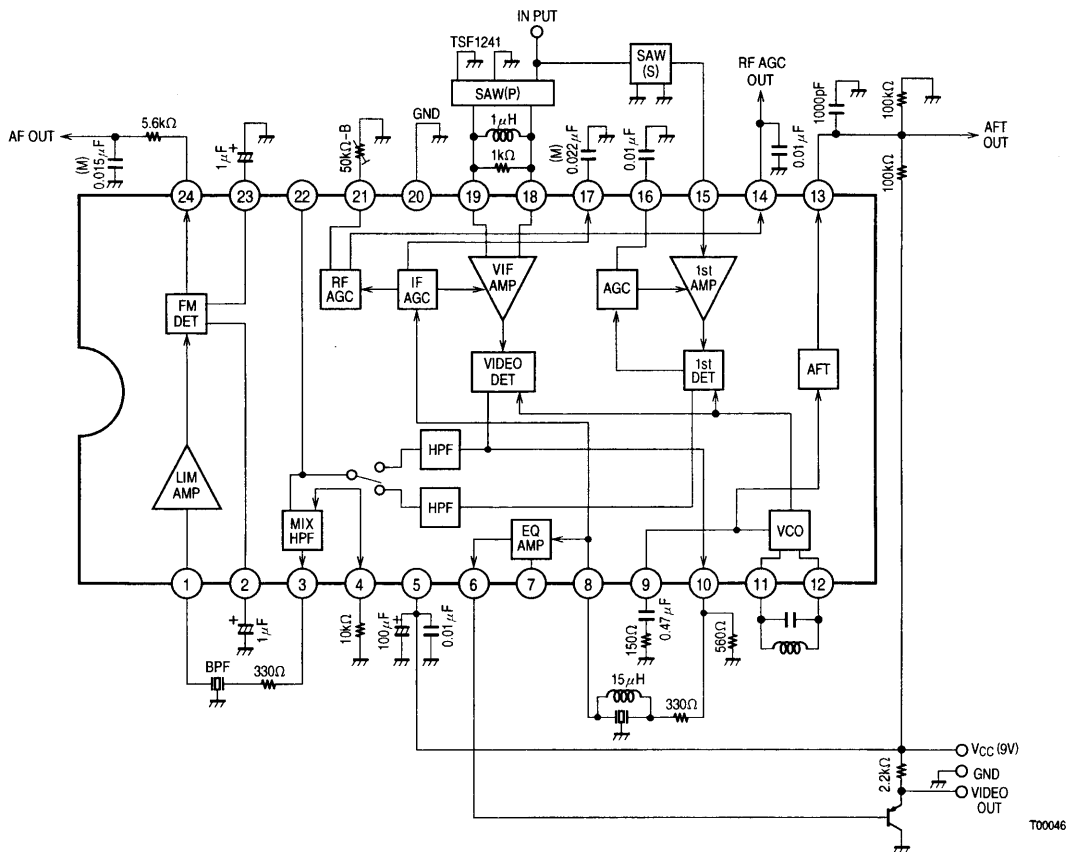 IN PUT
TSF1241
SAW(P)
SAW
(S)
RF AGC
OUT
1000pF
100kΩ
AF OUT
5.6kΩ
(M)
0.015μF
1μF
+
50kΩ-B
GND
1μH
1kΩ
(M)
0.022μF
0.01μF
0.01μF
AFT
OUT
100kΩ
24
23
22
21
20
19
18
17
16
15
14
13
RF
AGC
IF
AGC
VIF
AMP
AGC
1st
AMP
FM
DET
VIDEO
DET
1st
DET
AFT
LIM
AMP
HPF
HPF
MIX
HPF
EQ
AMP
VCO
1
2
3
4
5
6
7
8
9
10
11
12
+
1μF
10kΩ
100μF
+
0.01μF
150Ω
0.47μF
560Ω
BPF
330Ω
15μH
330Ω
VCC (9V)
2.2kΩ
GND
VIDEO
OUT
T00046